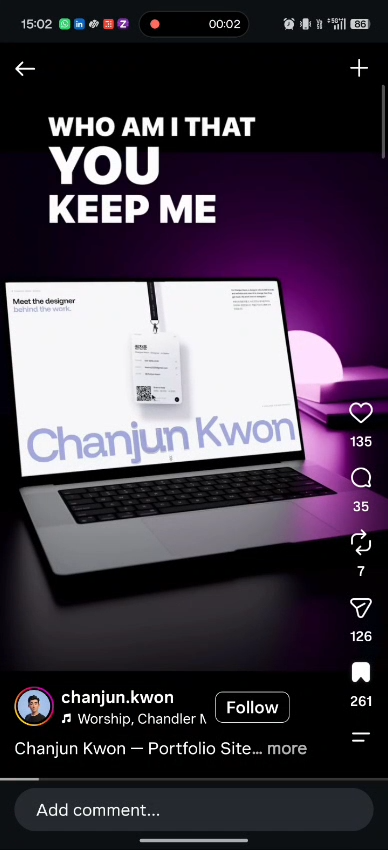 15:02
00:02
86
WHO AM I THAT
YOU
KEEP ME
Meet the designer
behind the work.
Chanjun Kwon
135
35
7
126
261
chanjun.kwon
Follow
Worship, Chandler M
Chanjun Kwon — Portfolio Site... more
Add comment...